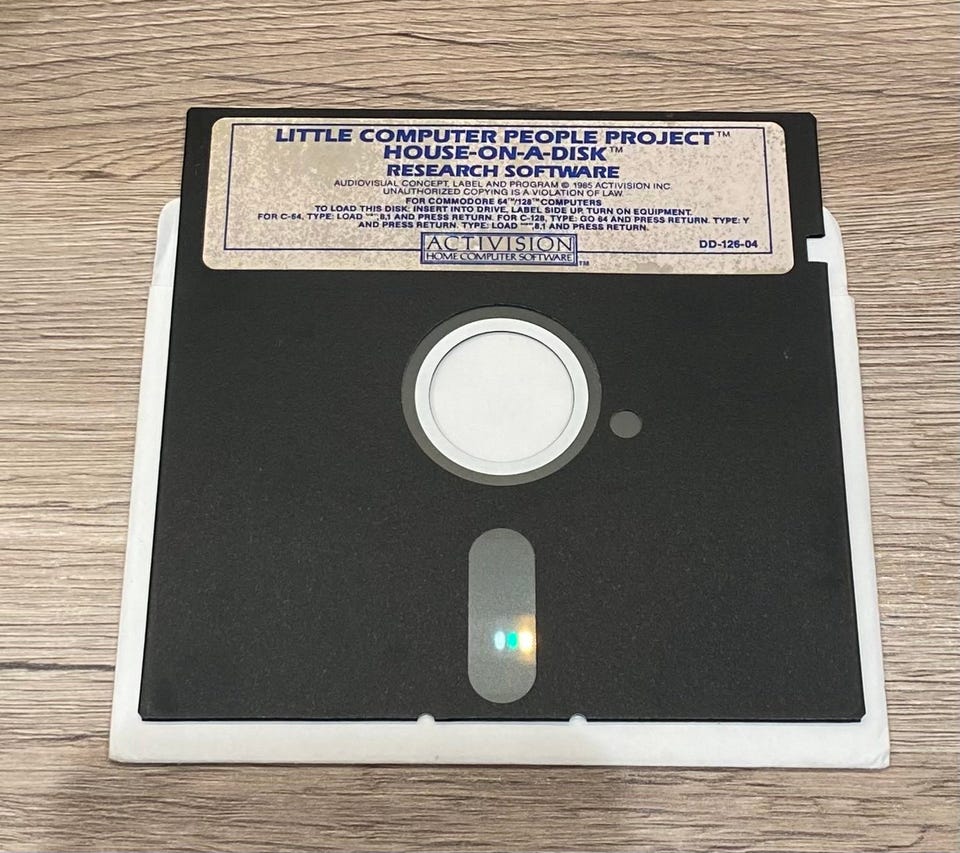 LITTLE COMPUTER PEOPLE PROJECT™
HOUSE-ON-A-DISK™
RESEARCH SOFTWARE
AUDIOVISUAL CONCEPT, LABEL AND PROGRAM © 1985 ACTIVISION INC.
UNAUTHORIZED COPYING IS A VIOLATION OF LAW.
FOR COMMODORE 64™/128™ COMPUTERS
TO LOAD THIS DISK: INSERT INTO DRIVE, LABEL SIDE UP. TURN ON EQUIPMENT.
FOR C-64, TYPE: LOAD "*",8,1 AND PRESS RETURN. FOR C-128, TYPE: GO 64 AND PRESS RETURN. TYPE: Y
AND PRESS RETURN. TYPE: LOAD "*",8,1 AND PRESS RETURN.
DD-126-04
ACTIVISION
HOME COMPUTER SOFTWARE™